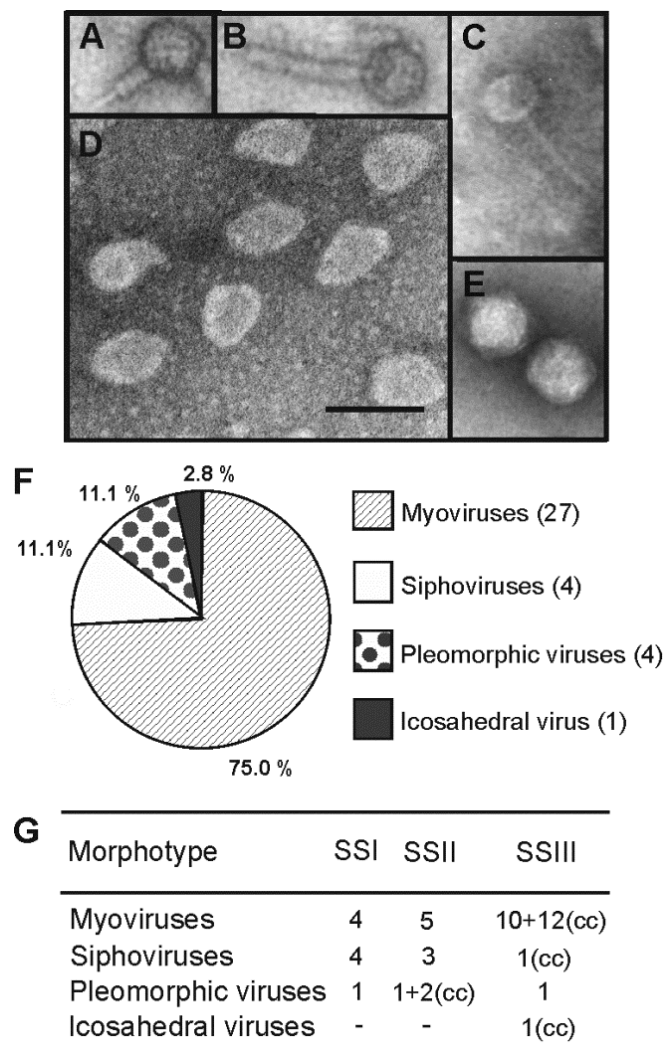 A
B
C
D
E
F
2.8 %
11.1 %
11.1%
75.0 %
Myoviruses (27)
Siphoviruses (4)
Pleomorphic viruses (4)
Icosahedral virus (1)
G
Morphotype SSI SSII SSIII
Myoviruses 4 5 10+12(cc)
Siphoviruses 4 3 1(cc)
Pleomorphic viruses 1 1+2(cc) 1
Icosahedral viruses - - 1(cc)